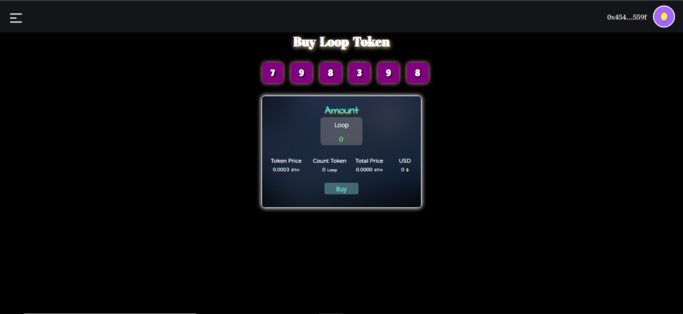 0x454...559f
Buy Loop Token
7 9 8 3 9 8
Amount
Loop
0
Token Price Count Token Total Price USD
0.0003 ETH 0 Loop 0.0000 ETH 0 $
Buy